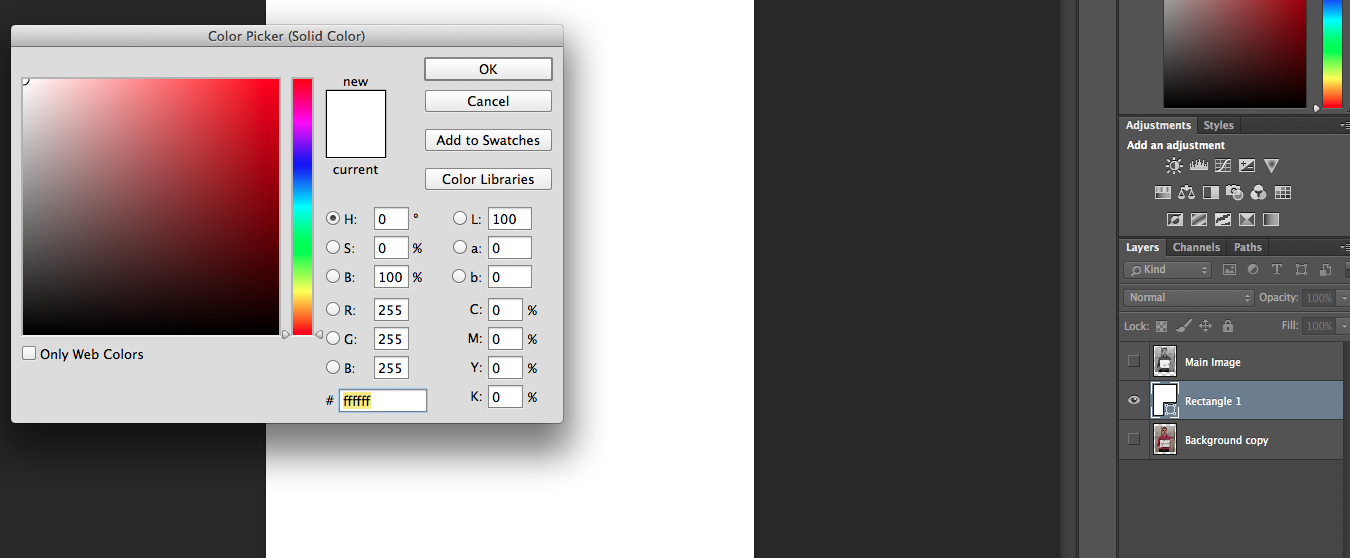 Color Picker (Solid Color)
new
current
OK
Cancel
Add to Swatches
Color Libraries
H: 0 °
S: 0 %
B: 100 %
R: 255
G: 255
B: 255
# ffffff
L: 100
a: 0
b: 0
C: 0 %
M: 0 %
Y: 0 %
K: 0 %
Only Web Colors
Adjustments Styles
Add an adjustment
Layers Channels Paths
Kind
Normal Opacity: 100%
Lock: Fill: 100%
Main Image
Rectangle 1
Background copy